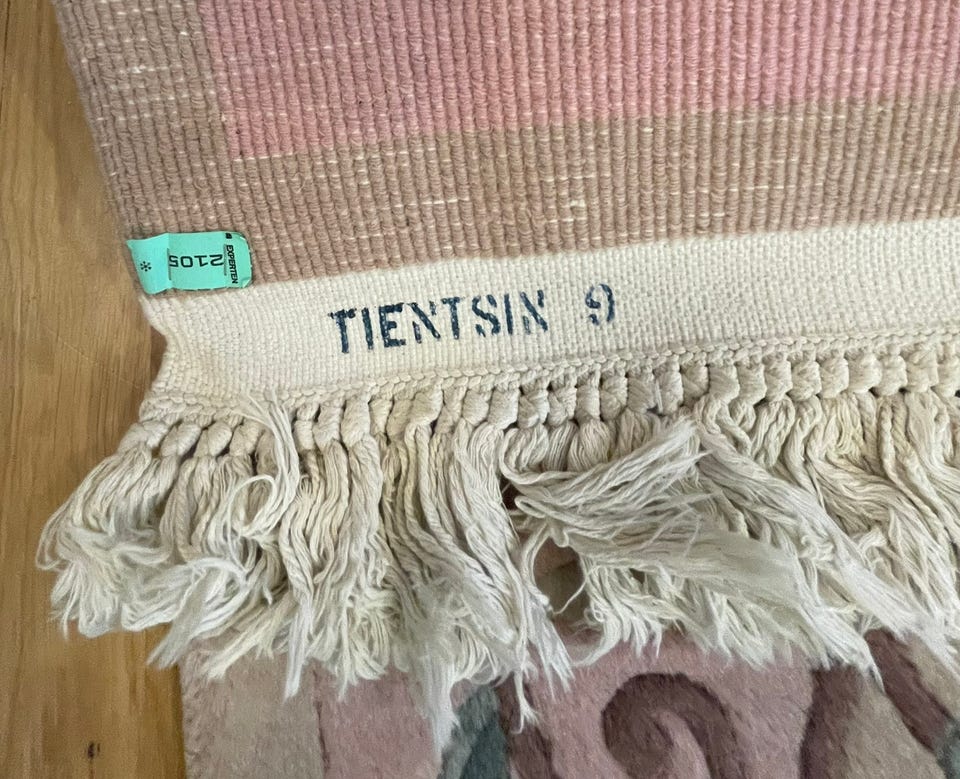 TIENTSIN 9
EXPERTEN
2105
*